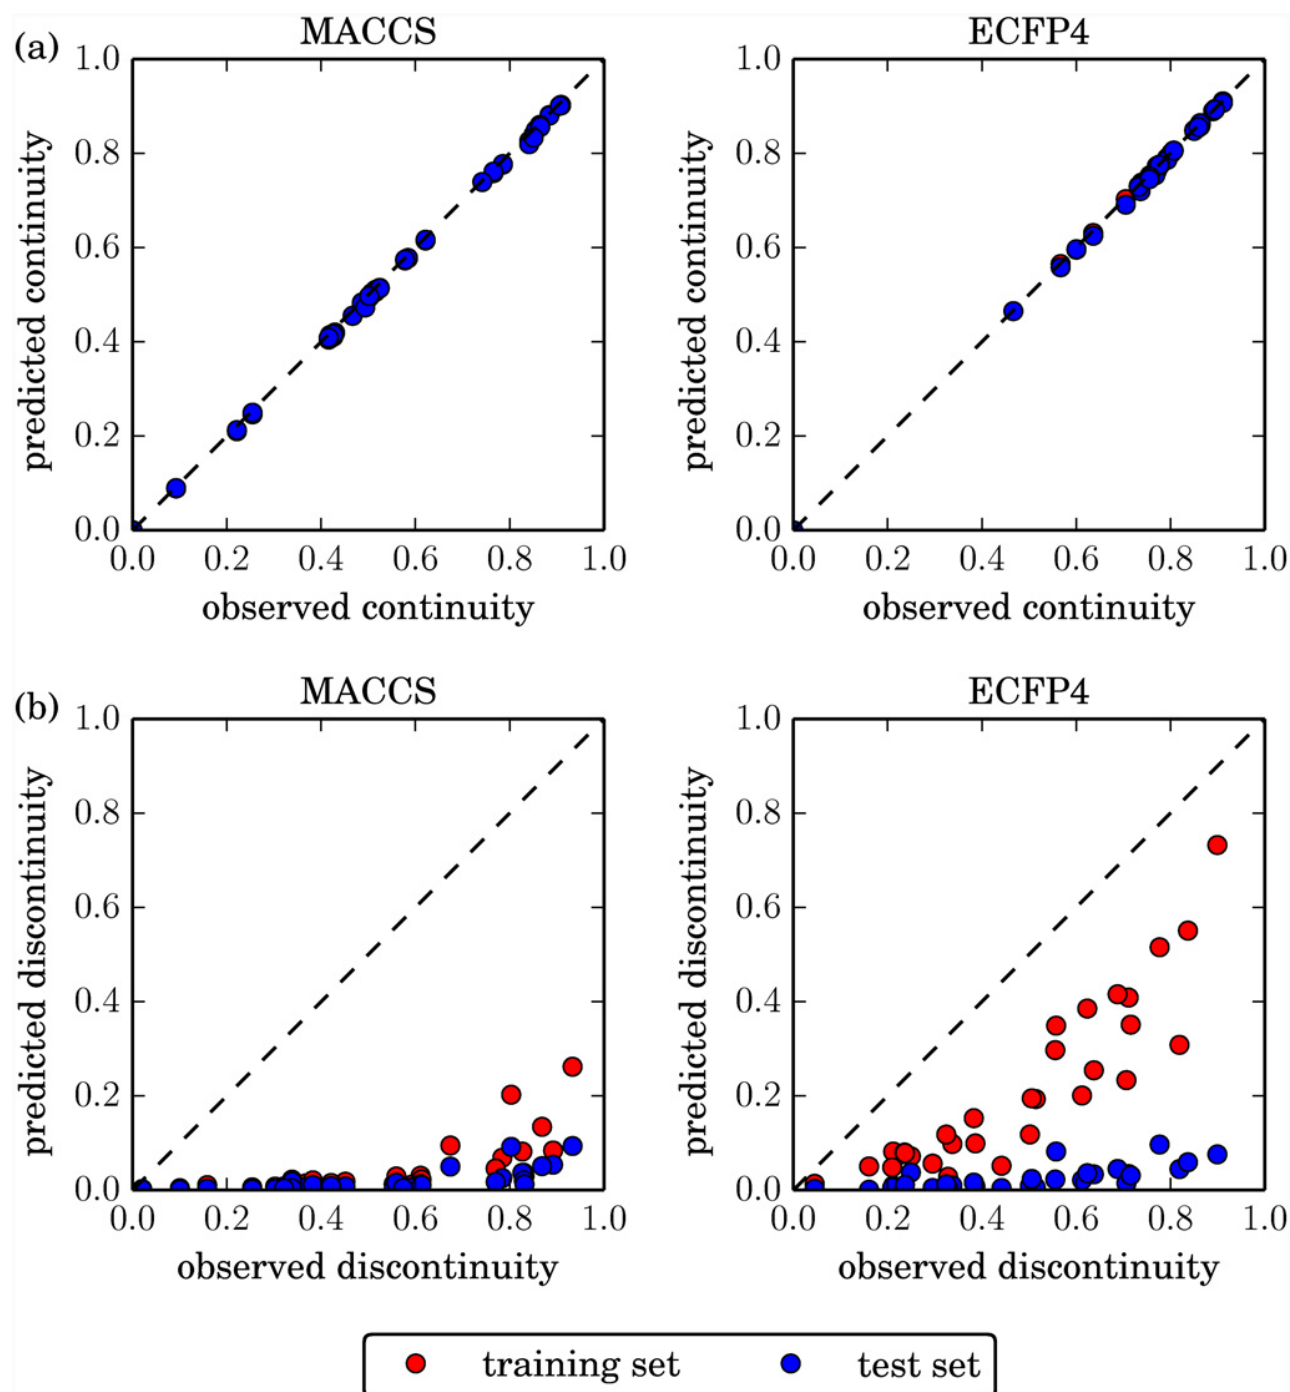 (a)
MACCS
ECFP4
1.0
0.8
0.6
0.4
0.2
0.0
predicted continuity
0.0 0.2 0.4 0.6 0.8 1.0
observed continuity
1.0
0.8
0.6
0.4
0.2
0.0
predicted continuity
0.0 0.2 0.4 0.6 0.8 1.0
observed continuity
(b)
MACCS
ECFP4
1.0
0.8
0.6
0.4
0.2
0.0
predicted discontinuity
0.0 0.2 0.4 0.6 0.8 1.0
observed discontinuity
1.0
0.8
0.6
0.4
0.2
0.0
predicted discontinuity
0.0 0.2 0.4 0.6 0.8 1.0
observed discontinuity
training set
test set